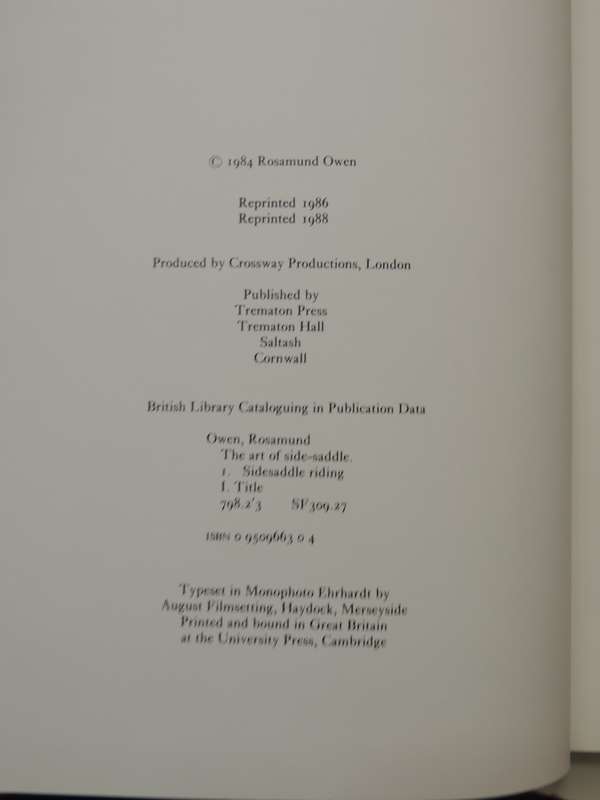 © 1984 Rosamund Owen
Reprinted 1986
Reprinted 1988
Produced by Crossway Productions, London
Published by
Trematon Press
Trematon Hall
Saltash
Cornwall
British Library Cataloguing in Publication Data
Owen, Rosamund
The art of side-saddle.
1. Sidesaddle riding
I. Title
798.2'3 SF309.27
ISBN 0 9509663 0 4
Typeset in Monophoto Ehrhardt by
August Filmsetting, Haydock, Merseyside
Printed and bound in Great Britain
at the University Press, Cambridge